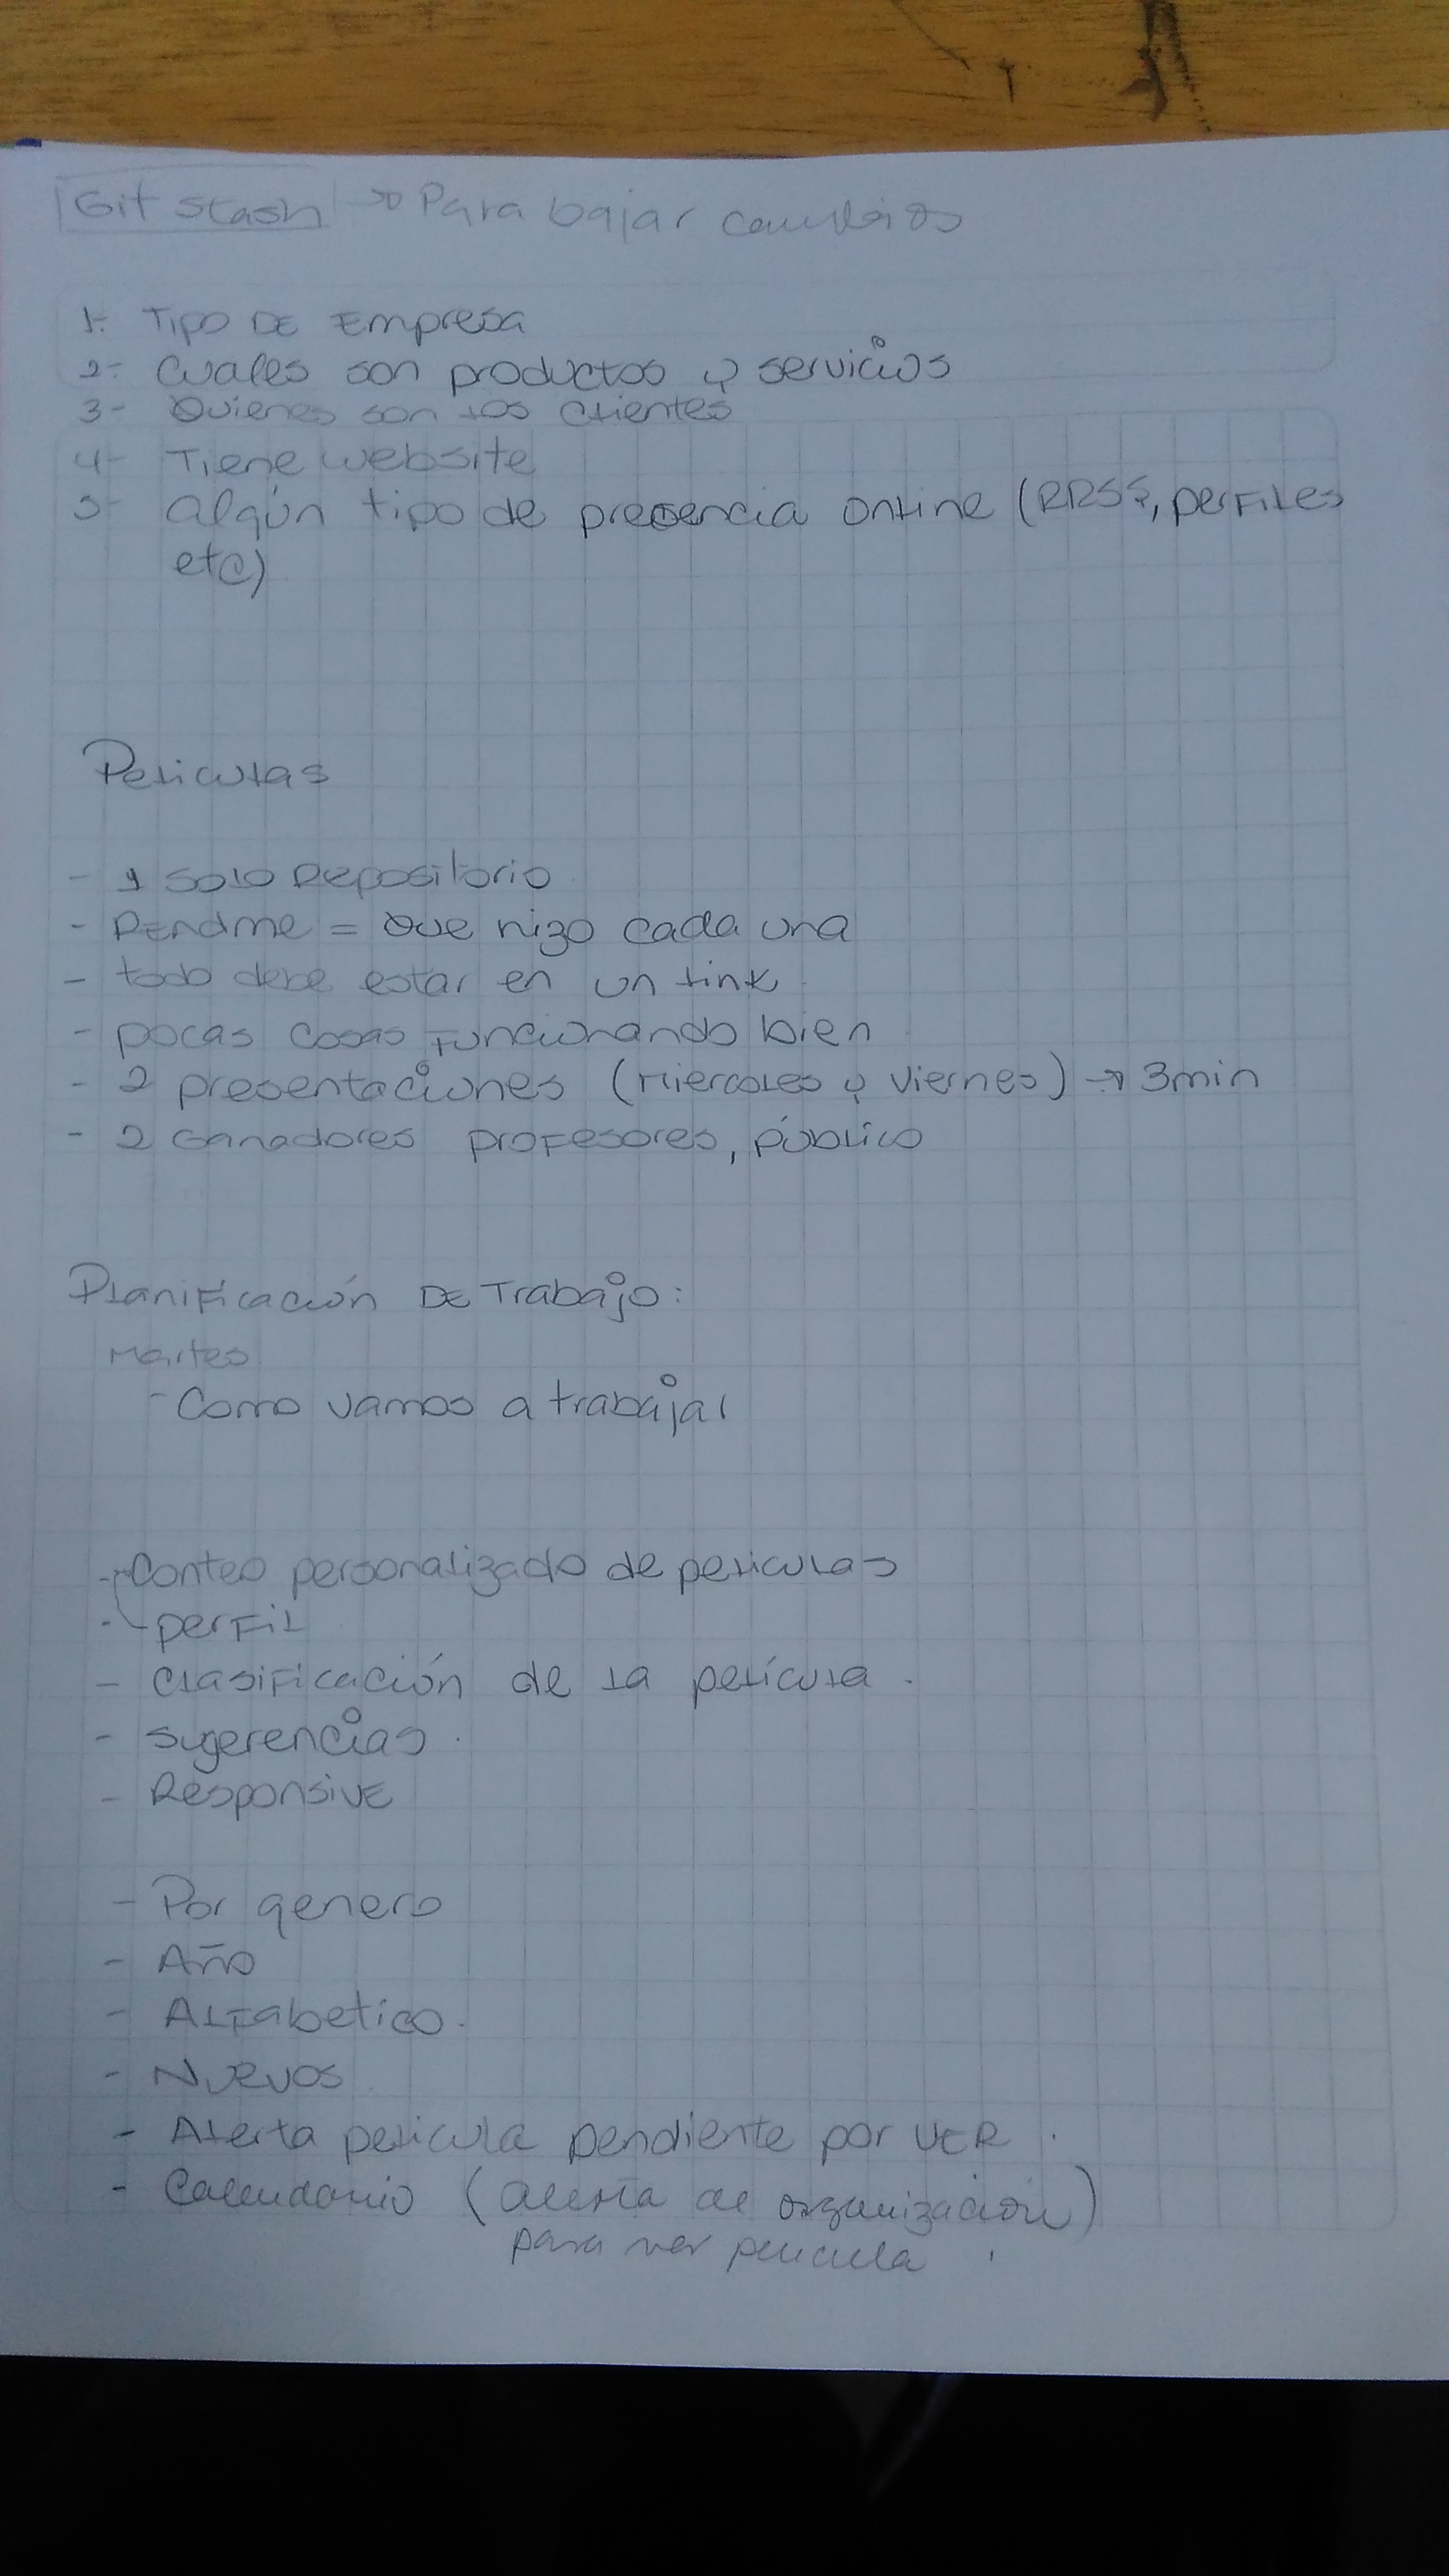 Git stash → Para bajar cambios
1- Tipo DE Empresa
2- Cuales son productos y servicios
3- Quienes son los clientes
4- Tiene website
5- Algún tipo de presencia online (RRSS, perfiles
etc)
Peliculas
- 1 solo repositorio
- Readme = Que hizo cada una
- todo debe estar en un link
- pocas cosas funcionando bien
- 2 presentaciones (Miercoles y viernes) → 3min
- 2 Ganadores profesores, público
Planificación DE Trabajo:
Martes
- Como vamos a trabajar
- Conteo personalizado de peliculas
- perfil
- clasificación de la película.
- sugerencias.
- Responsive
- Por genero
- Año
- Alfabetico.
- Nuevos
- Alerta pelicula pendiente por VER.
- Calendario (alerta de organización)
para ver pelicula